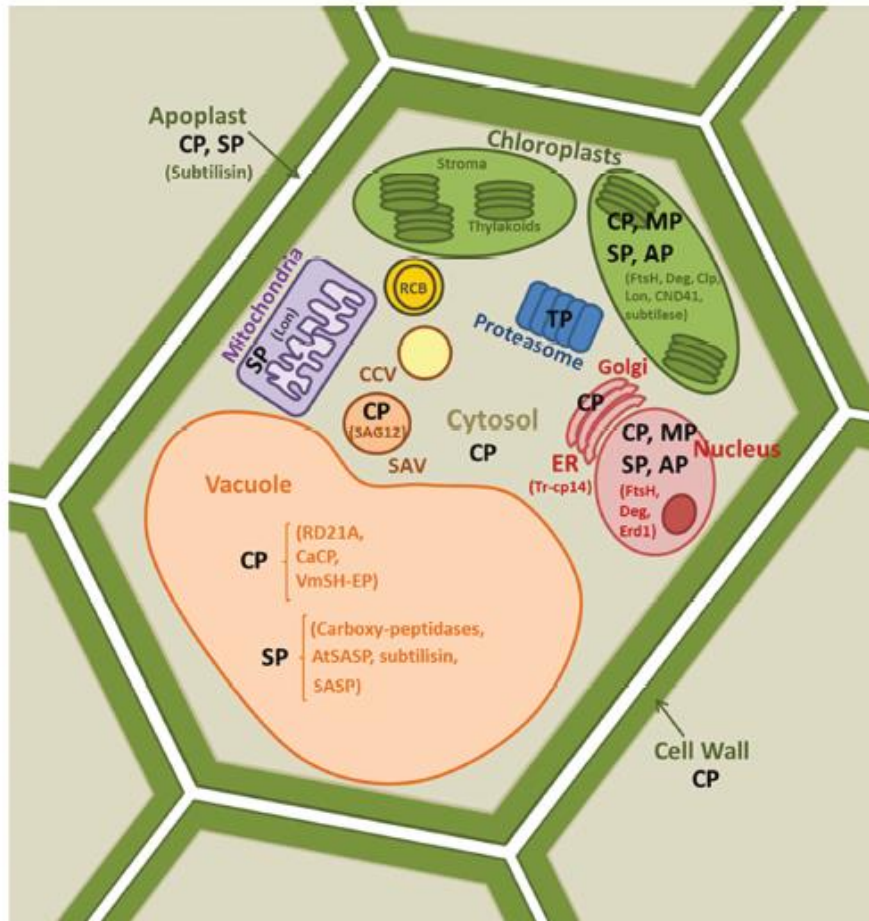 Apoplast
CP, SP
(Subtilisin)
Chloroplasts
Stroma
Thylakoids
CP, MP
SP, AP
(FtsH, Deg, Clp,
Lon, CND41,
subtilase)
Mitochondria
SP (Lon)
RCB
TP
Proteasome
CCV
Golgi
CP
CP
(SAG12)
SAV
Cytosol
CP
ER
(Tr-cp14)
CP, MP
Nucleus
SP, AP
(FtsH,
Deg,
Erd1)
Vacuole
CP
(RD21A,
CaCP,
VmSH-EP)
SP
(Carboxy-peptidases,
AtSASP, subtilisin,
SASP)
Cell Wall
CP